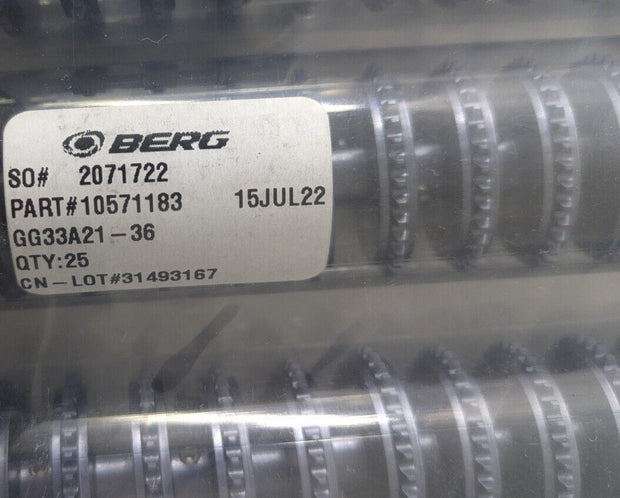 BERG
SO# 2071722
PART#10571183 15JUL22
GG33A21-36
QTY:25
CN-LOT#31493167